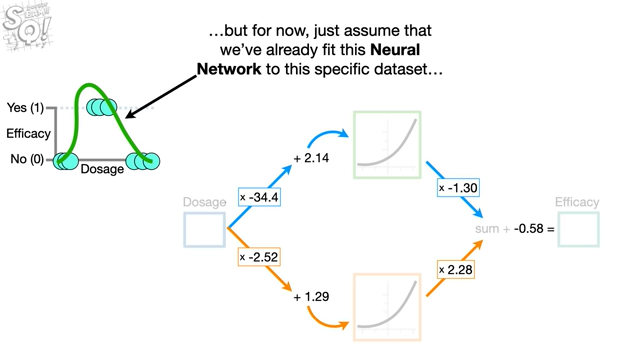 …but for now, just assume that
we've already fit this Neural
Network to this specific dataset…
Yes (1)
Efficacy
No (0)
Dosage
+ 2.14
x -34.4
x -1.30
Dosage
Efficacy
sum + -0.58 =
x -2.52
x 2.28
+ 1.29